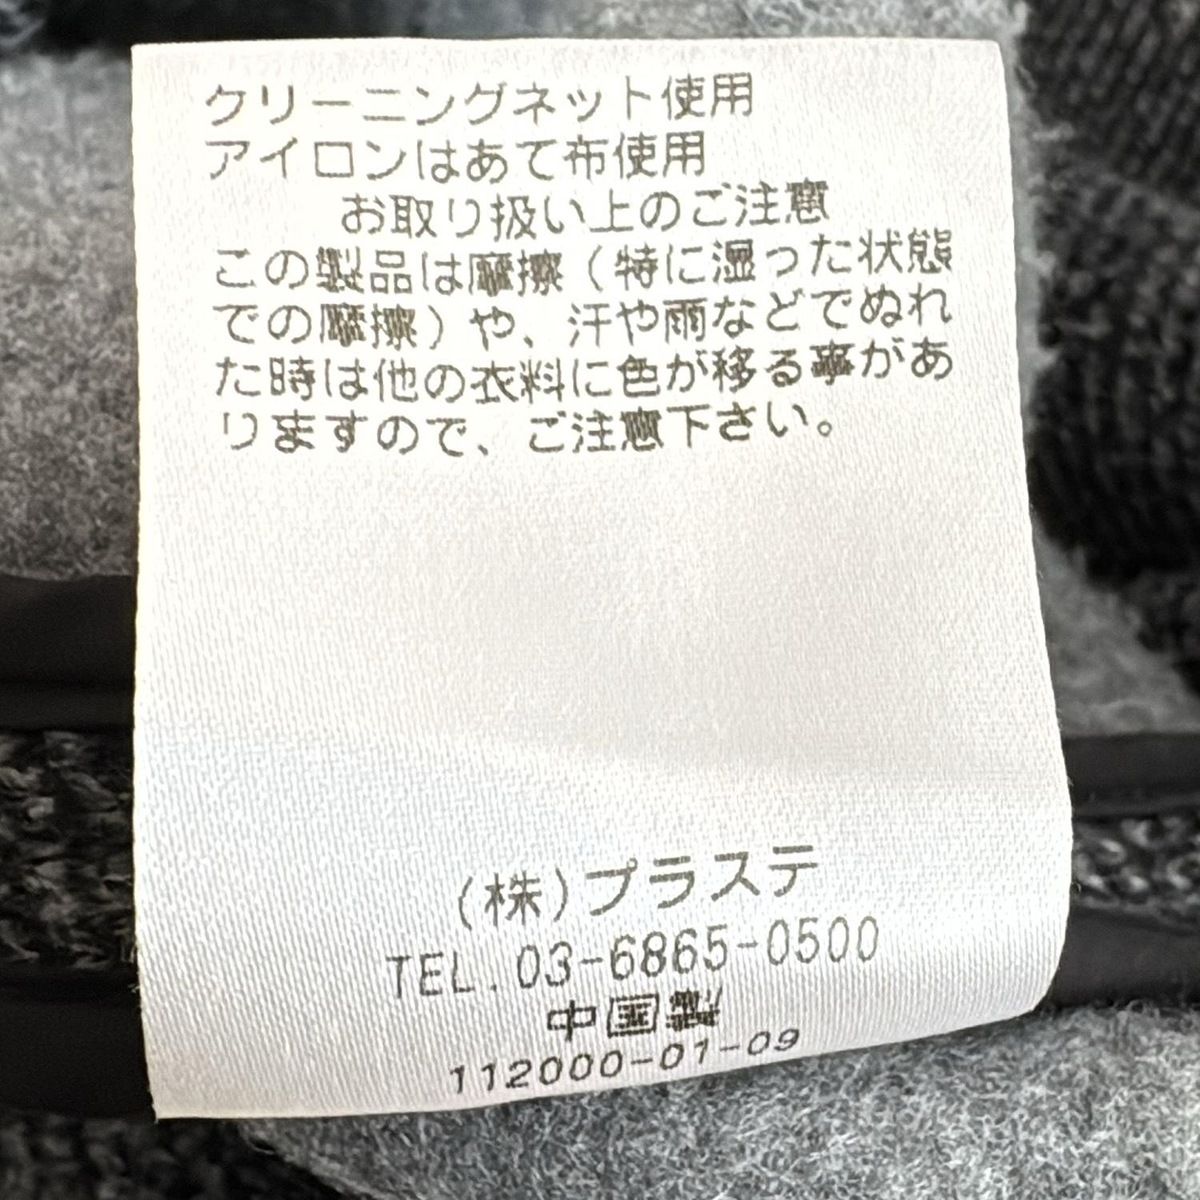 クリーニングネット使用
アイロンはあて布使用
お取り扱い上のご注意
この製品は摩擦（特に湿った状態
での摩擦）や、汗や雨などでぬれ
た時は他の衣料に色が移る事があ
りますので、ご注意下さい。
(株)プラステ
TEL.03-6865-0500
中国製
112000-01-09